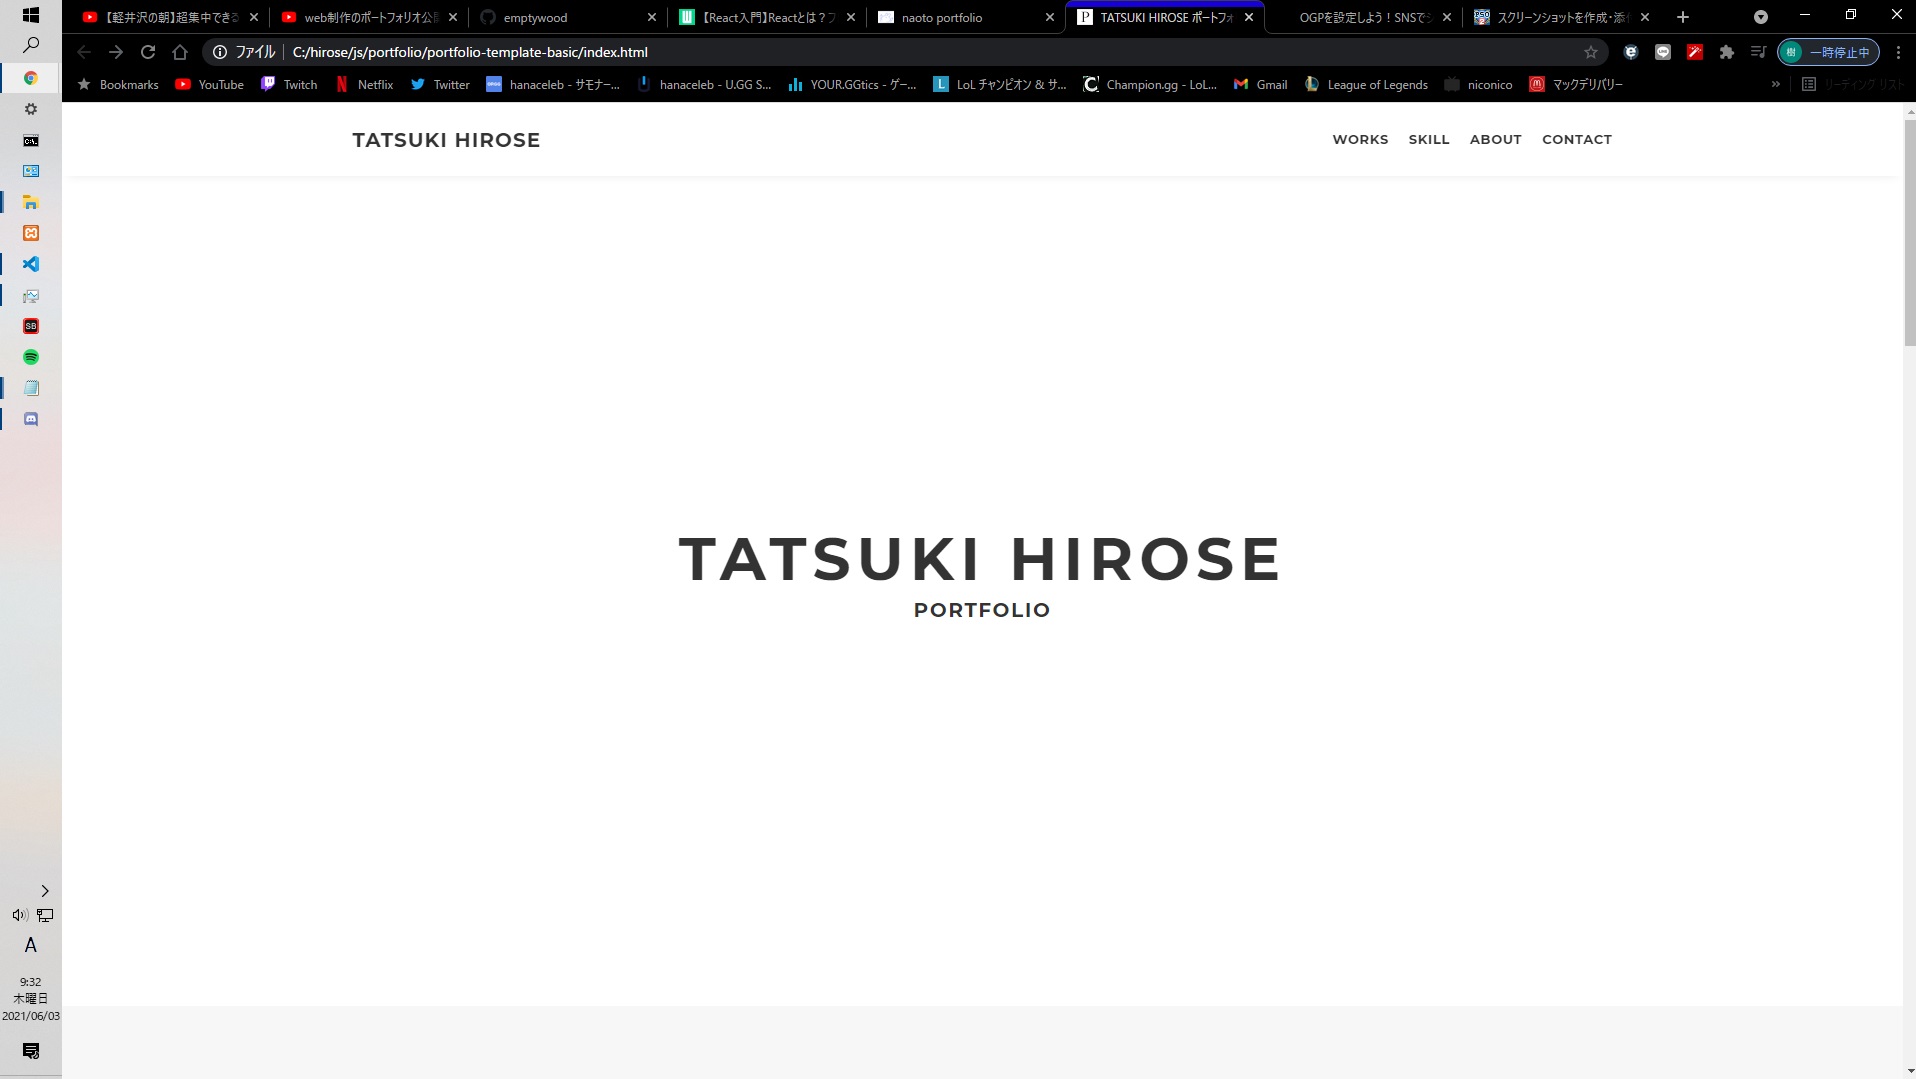 【軽井沢の朝】超集中できる
web制作のポートフォリオ公開
emptywood
【React入門】Reactとは？フ
naoto portfolio
TATSUKI HIROSE ポートフォ
OGPを設定しよう！SNSでシ
スクリーンショットを作成・添付
ファイル
C:/hirose/js/portfolio/portfolio-template-basic/index.html
一時停止中
Bookmarks
YouTube
Twitch
Netflix
Twitter
hanaceleb - サモナー...
hanaceleb - U.GG S...
YOUR.GGtics - ゲー...
LoL チャンピオン & サ...
Champion.gg - LoL...
Gmail
League of Legends
niconico
マックデリバリー
リーディング リスト
TATSUKI HIROSE
WORKS
SKILL
ABOUT
CONTACT
TATSUKI HIROSE
PORTFOLIO
A
9:32
木曜日
2021/06/03